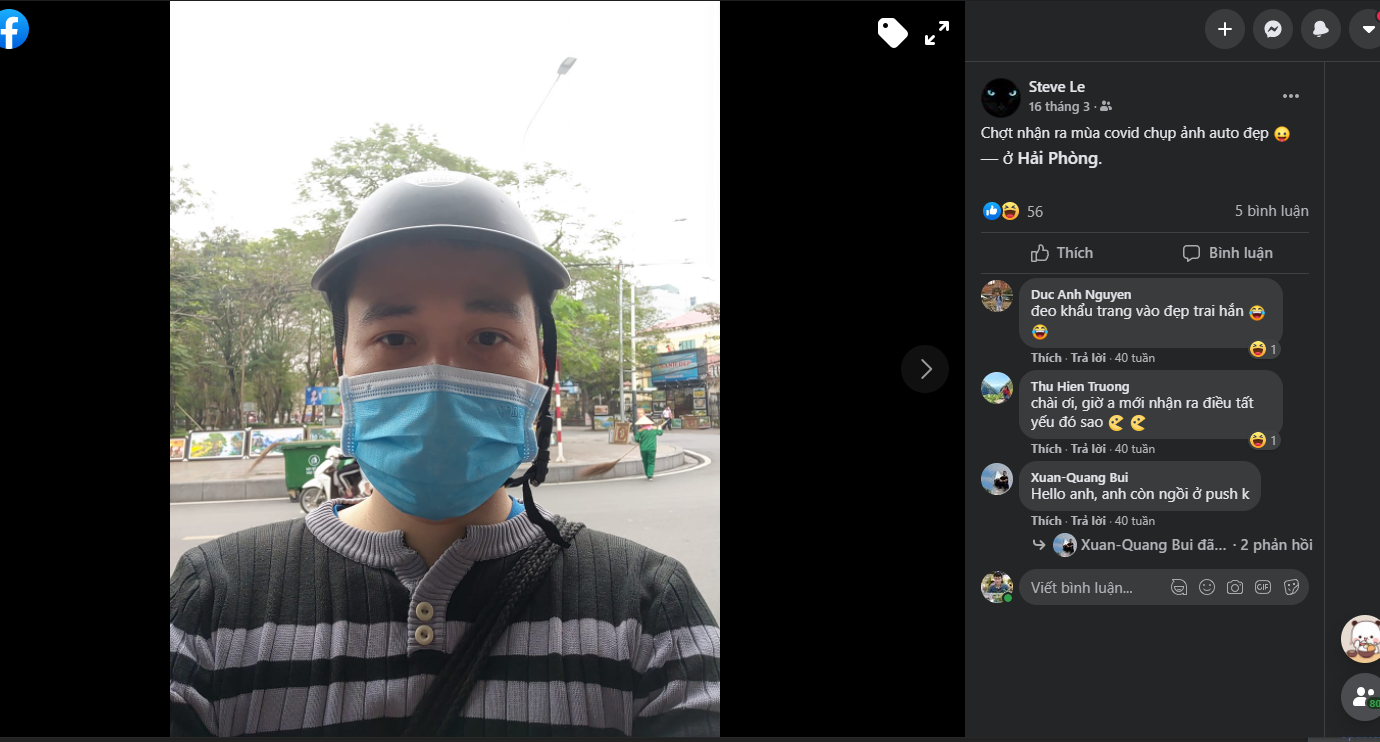 Steve Le
16 tháng 3 ·
Chợt nhận ra mùa covid chụp ảnh auto đẹp 😛
— ở Hải Phòng.
56
5 bình luận
Thích
Bình luận
Duc Anh Nguyen
đeo khẩu trang vào đẹp trai hẳn 😂
😂
1
Thích · Trả lời · 40 tuần
Thu Hien Truong
chài ơi, giờ a mới nhận ra điều tất
yếu đó sao
1
Thích · Trả lời · 40 tuần
Xuan-Quang Bui
Hello anh, anh còn ngồi ở push k
Thích · Trả lời · 40 tuần
Xuan-Quang Bui đã... · 2 phản hồi
Viết bình luận...
GIF
80